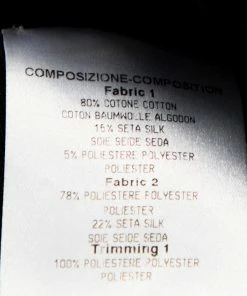 COMPOSIZIONE-COMPOSITION
Fabric 1
80% COTONE COTTON
COTON BAUMWOLLE ALGODON
15% SETA SILK
SOIE SEIDE SEDA
5% POLIESTERE POLYESTER
POLIESTER
Fabric 2
78% POLIESTERE POLYESTER
POLIESTER
22% SETA SILK
SOIE SEIDE SEDA
Trimming 1
100% POLIESTERE POLYESTER
POLIESTER